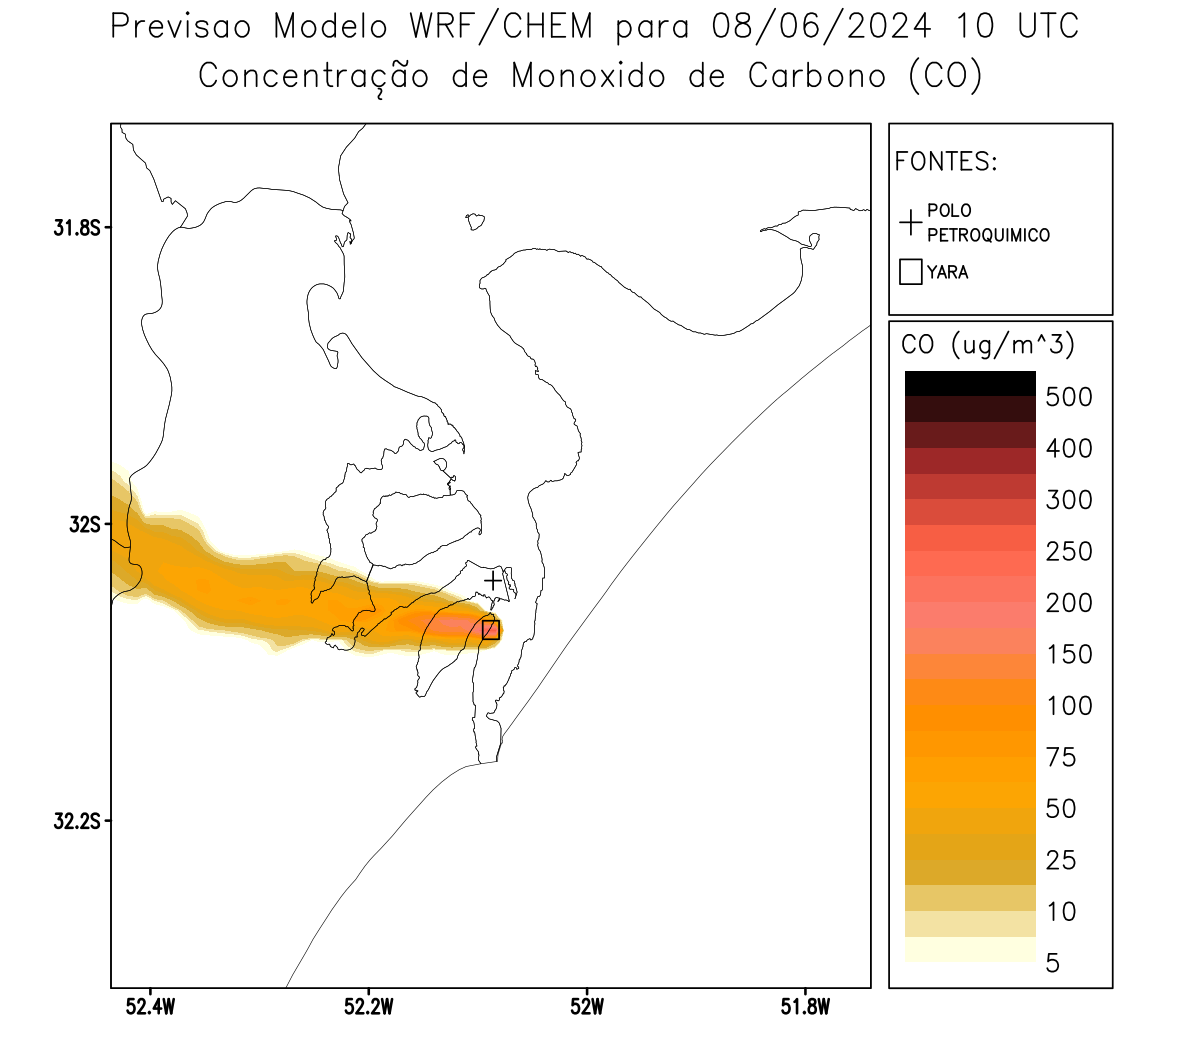 Previsao Modelo WRF/CHEM para 08/06/2024 10 UTC
Concentração de Monoxido de Carbono (CO)
FONTES:
POLO
PETROQUIMICO
YARA
CO (ug/m^3)
500
400
300
250
200
150
100
75
50
25
10
5
31.8S
32S
32.2S
52.4W
52.2W
52W
51.8W